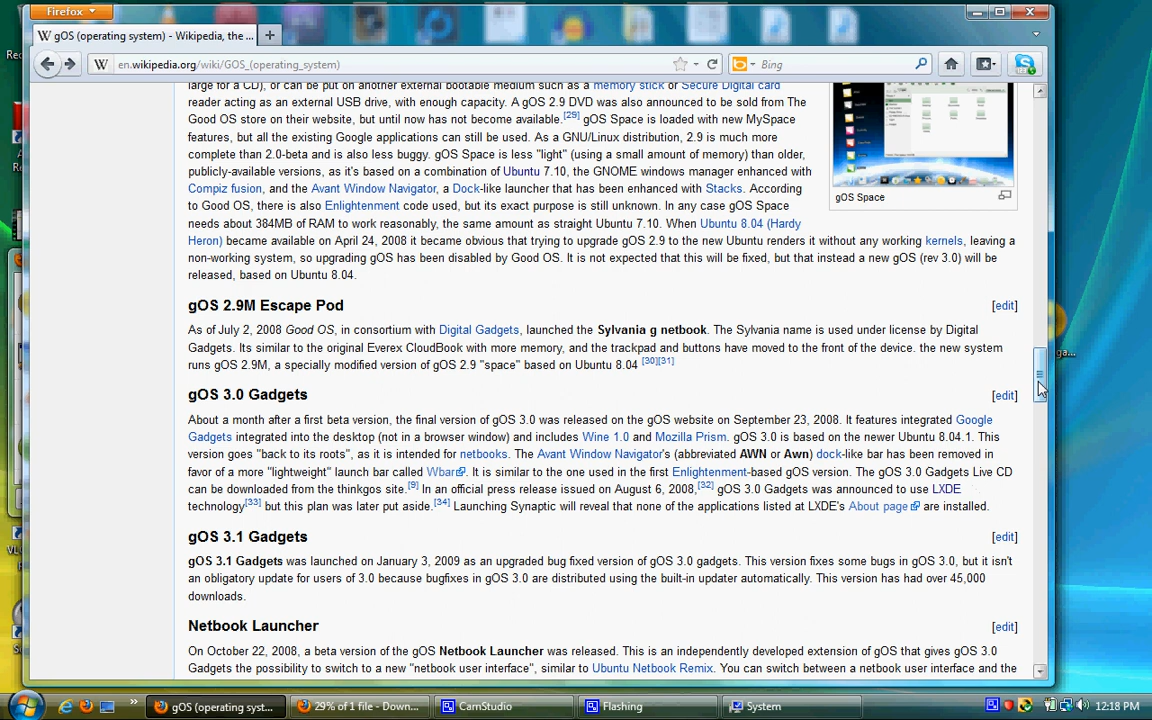 Firefox
W gOS (operating system) - Wikipedia, the ...
W en.wikipedia.org/wiki/GOS_(operating_system)
Bing
large for a CD), or can be put on another external bootable medium such as a memory stick or Secure Digital card
reader acting as an external USB drive, with enough capacity. A gOS 2.9 DVD was also announced to be sold from The
Good OS store on their website, but until now has not become available.[29] gOS Space is loaded with new MySpace
features, but all the existing Google applications can still be used. As a GNU/Linux distribution, 2.9 is much more
complete than 2.0-beta and is also less buggy. gOS Space is less "light" (using a small amount of memory) than older,
publicly-available versions, as it's based on a combination of Ubuntu 7.10, the GNOME windows manager enhanced with
Compiz fusion, and the Avant Window Navigator, a Dock-like launcher that has been enhanced with Stacks. According
to Good OS, there is also Enlightenment code used, but its exact purpose is still unknown. In any case gOS Space
needs about 384MB of RAM to work reasonably, the same amount as straight Ubuntu 7.10. When Ubuntu 8.04 (Hardy
Heron) became available on April 24, 2008 it became obvious that trying to upgrade gOS 2.9 to the new Ubuntu renders it without any working kernels, leaving a
non-working system, so upgrading gOS has been disabled by Good OS. It is not expected that this will be fixed, but that instead a new gOS (rev 3.0) will be
released, based on Ubuntu 8.04.
gOS Space
gOS 2.9M Escape Pod [edit]
As of July 2, 2008 Good OS, in consortium with Digital Gadgets, launched the Sylvania g netbook. The Sylvania name is used under license by Digital
Gadgets. Its similar to the original Everex CloudBook with more memory, and the trackpad and buttons have moved to the front of the device. the new system
runs gOS 2.9M, a specially modified version of gOS 2.9 "space" based on Ubuntu 8.04 [30][31]
gOS 3.0 Gadgets [edit]
About a month after a first beta version, the final version of gOS 3.0 was released on the gOS website on September 23, 2008. It features integrated Google
Gadgets integrated into the desktop (not in a browser window) and includes Wine 1.0 and Mozilla Prism. gOS 3.0 is based on the newer Ubuntu 8.04.1. This
version goes "back to its roots", as it is intended for netbooks. The Avant Window Navigator's (abbreviated AWN or Awn) dock-like bar has been removed in
favor of a more "lightweight" launch bar called Wbar. It is similar to the one used in the first Enlightenment-based gOS version. The gOS 3.0 Gadgets Live CD
can be downloaded from the thinkgos site.[9] In an official press release issued on August 6, 2008,[32] gOS 3.0 Gadgets was announced to use LXDE
technology[33] but this plan was later put aside.[34] Launching Synaptic will reveal that none of the applications listed at LXDE's About page are installed.
gOS 3.1 Gadgets [edit]
gOS 3.1 Gadgets was launched on January 3, 2009 as an upgraded bug fixed version of gOS 3.0 gadgets. This version fixes some bugs in gOS 3.0, but it isn't
an obligatory update for users of 3.0 because bugfixes in gOS 3.0 are distributed using the built-in updater automatically. This version has had over 45,000
downloads.
Netbook Launcher [edit]
On October 22, 2008, a beta version of the gOS Netbook Launcher was released. This is an independently developed extension of gOS that gives gOS 3.0
Gadgets the possibility to switch to a new "netbook user interface", similar to Ubuntu Netbook Remix. You can switch between a netbook user interface and the
gOS (operating syst... 29% of 1 file - Down... CamStudio Flashing System 12:18 PM